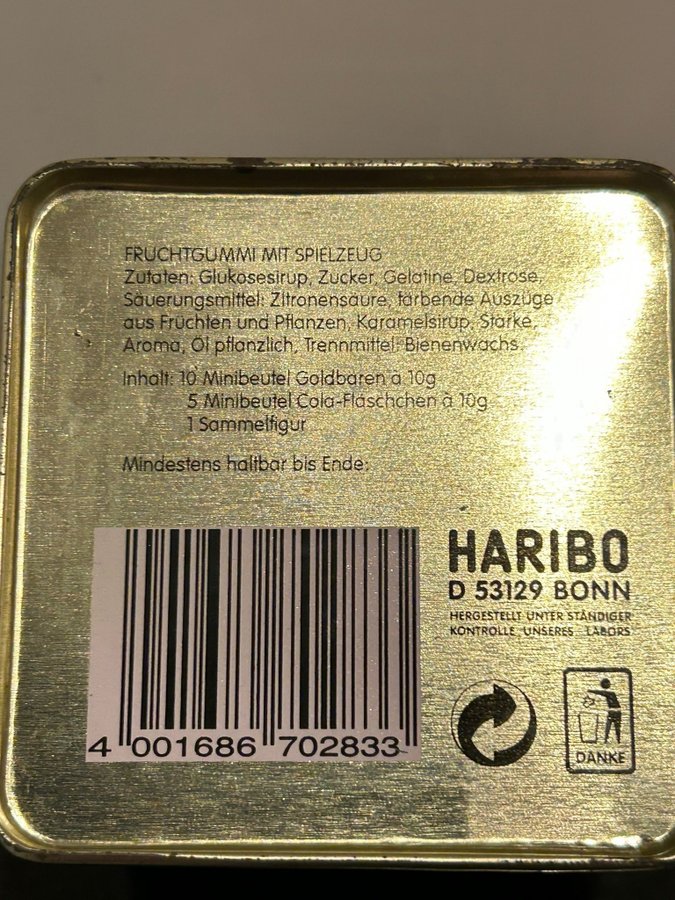 FRUCHTGUMMI MIT SPIELZEUG
Zutaten: Glukosesirup, Zucker, Gelatine, Dextrose,
Säuerungsmittel: Zitronensäure, färbende Auszüge
aus Früchten und Pflanzen, Karamelsirup, Stärke,
Aroma, Öl pflanzlich, Trennmittel: Bienenwachs.
Inhalt: 10 Minibeutel Goldbären à 10g
5 Minibeutel Cola-Fläschchen à 10g
1 Sammelfigur
Mindestens haltbar bis Ende:
HARIBO
D 53129 BONN
HERGESTELLT UNTER STÄNDIGER
KONTROLLE UNSERES LABORS
4 001686 702833
DANKE